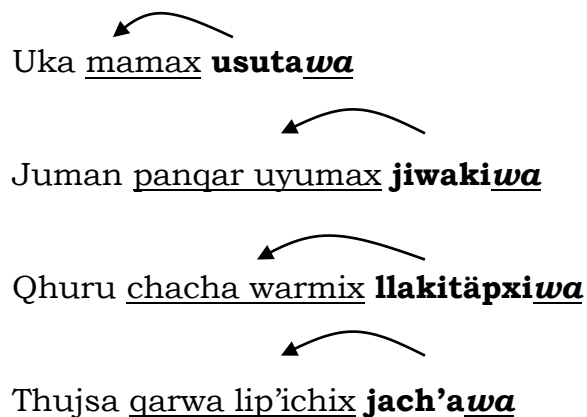 Uka mamax usutawa
Juman panqar uyumax jiwakiwa
Qhuru chacha warmix llakitäpxiwa
Thujsa qarwa lip’ichix jach’awa